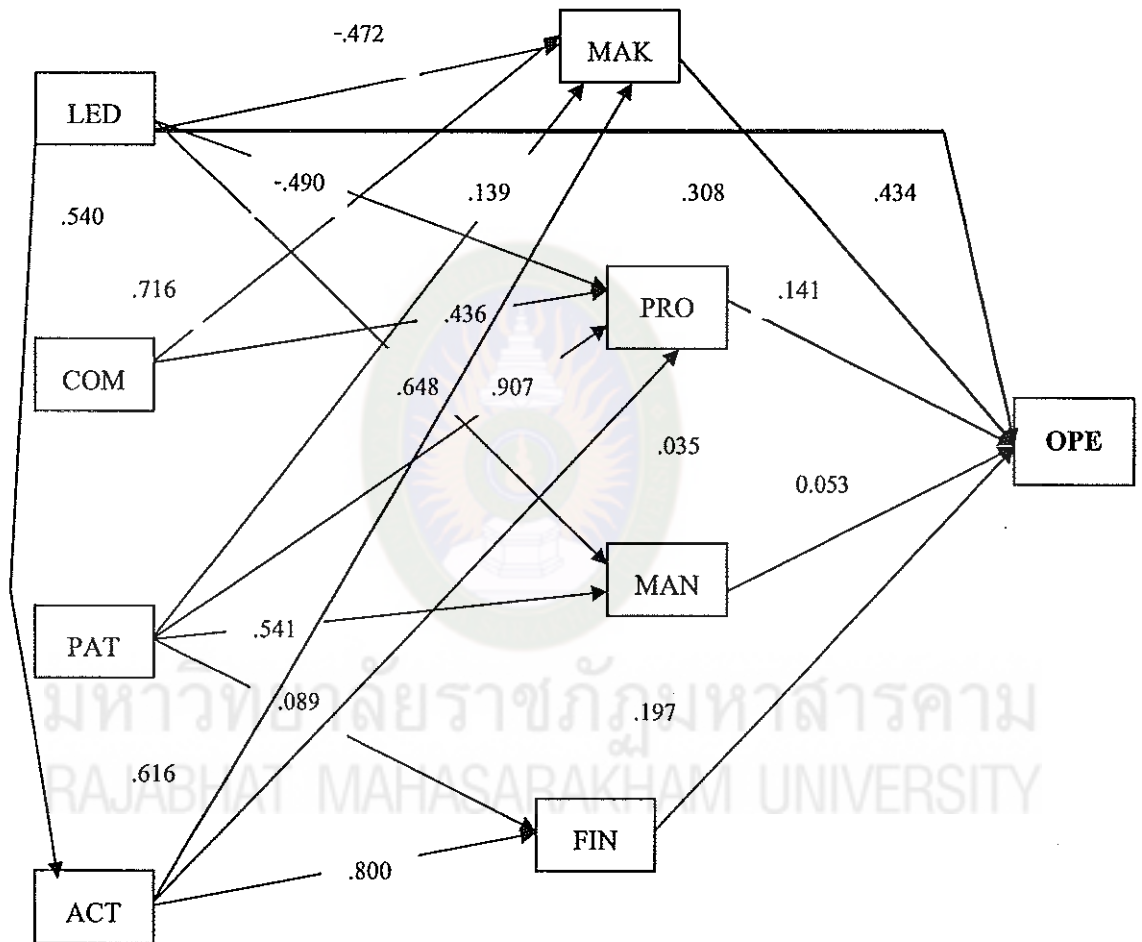 -.472
MAK
LED
-.490
.139
.308
.434
.540
.716
.436
PRO
.141
COM
.648
.907
OPE
.035
0.053
MAN
PAT
.541
.089
มหาวิทยาลัยราชภัฏมหาสารคาม
.197
.616
RAJABHAT MAHASARAKHAM UNIVERSITY
FIN
.800
ACT